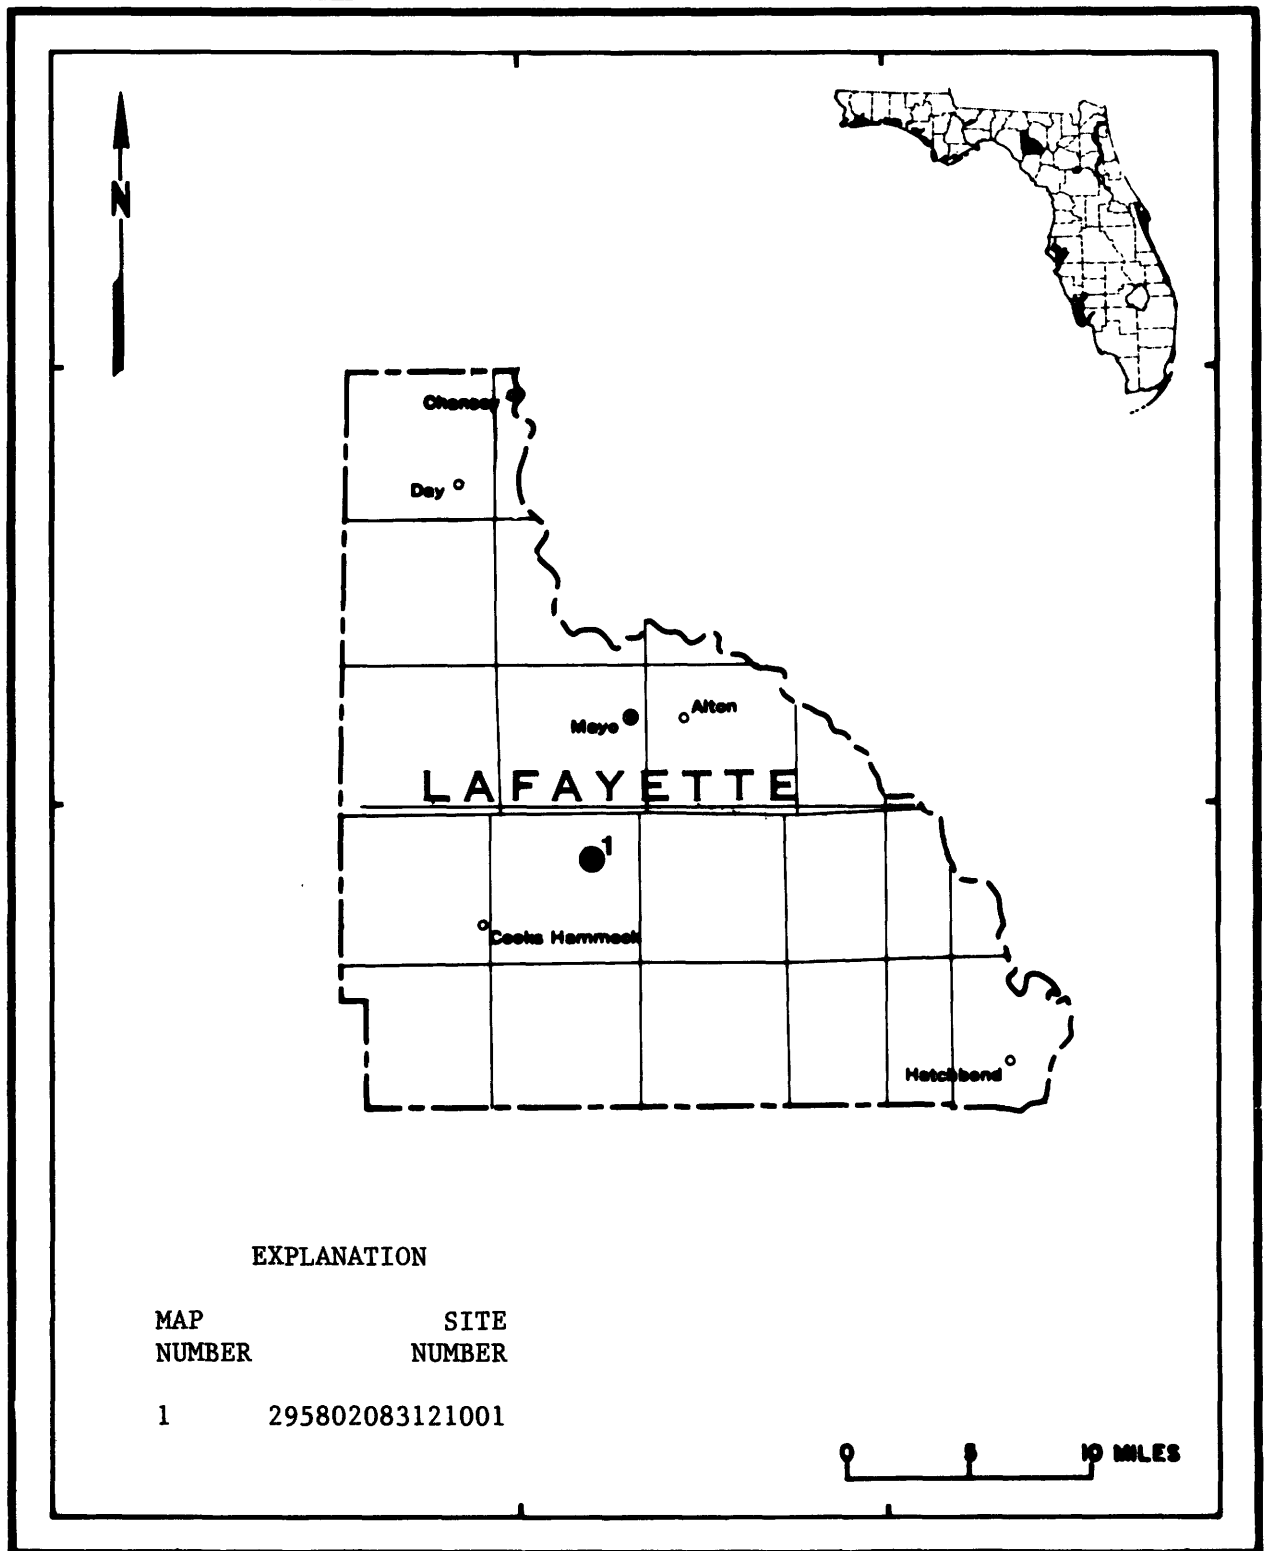 N
Chancey
Day
Alton
Mayo
LAFAYETTE
1
Cooks Hammock
Hatchbend
EXPLANATION
MAP SITE
NUMBER NUMBER
1 295802083121001
0 5 10 MILES